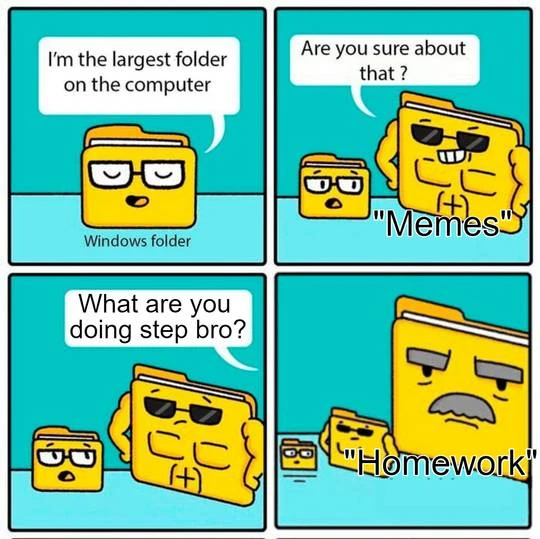 I'm the largest folder
on the computer
Windows folder
Are you sure about
that ?
"Memes"
What are you
doing step bro?
"Homework"